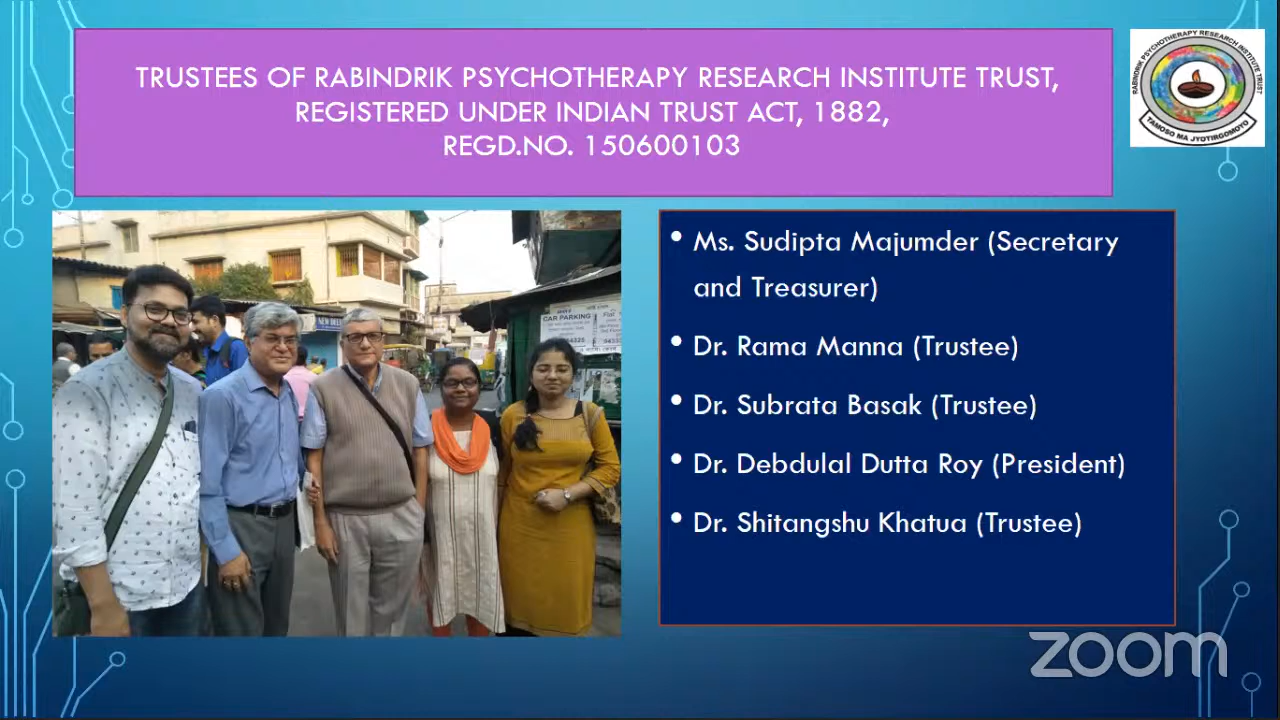 TRUSTEES OF RABINDRIK PSYCHOTHERAPY RESEARCH INSTITUTE TRUST,
REGISTERED UNDER INDIAN TRUST ACT, 1882,
REGD.NO. 150600103
RABINDRIK PSYCHOTHERAPY RESEARCH INSTITUTE TRUST
TAMOSO MA JYOTIRGOMOYO
CAR PARKING
• Ms. Sudipta Majumder (Secretary
and Treasurer)
• Dr. Rama Manna (Trustee)
• Dr. Subrata Basak (Trustee)
• Dr. Debdulal Dutta Roy (President)
• Dr. Shitangshu Khatua (Trustee)
zoom